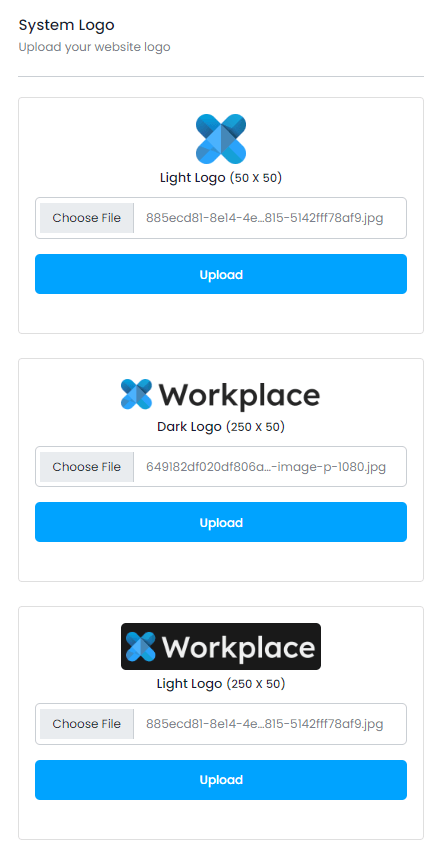 System Logo
Upload your website logo
Light Logo (50 X 50)
Choose File 885ecd81-8e14-4e...815-5142fff78af9.jpg
Upload
Workplace
Dark Logo (250 X 50)
Choose File 649182df020df806a...-image-p-1080.jpg
Upload
Workplace
Light Logo (250 X 50)
Choose File 885ecd81-8e14-4e...815-5142fff78af9.jpg
Upload